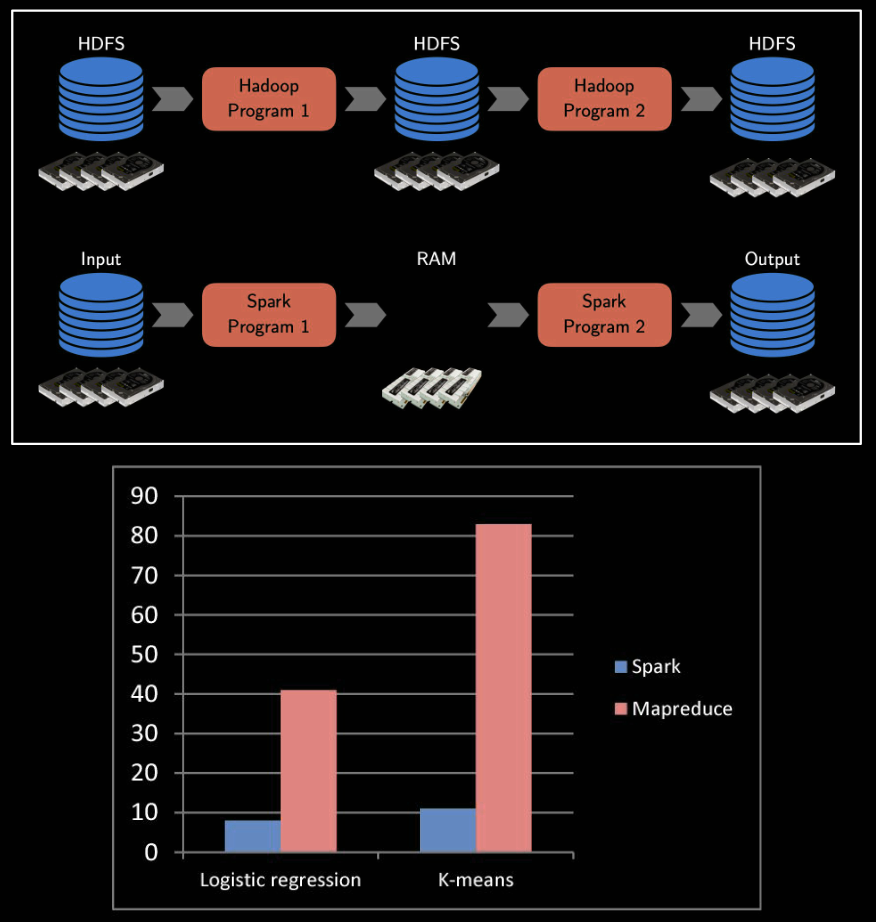 HDFS
HDFS
HDFS
Hadoop
Program 1
Hadoop
Program 2
Input
RAM
Output
Spark
Program 1
Spark
Program 2
90
80
70
60
50
40
30
20
10
0
Logistic regression
K-means
Spark
Mapreduce